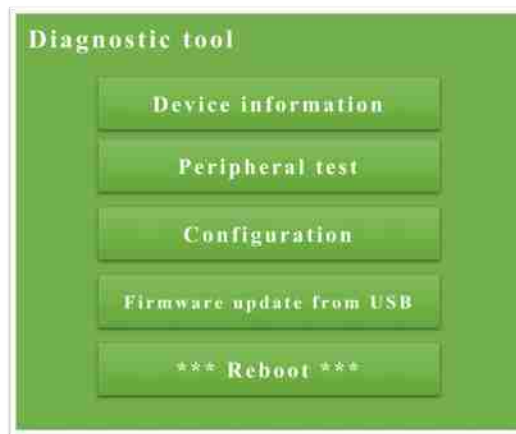 Diagnostic tool
Device information
Peripheral test
Configuration
Firmware update from USB
*** Reboot ***